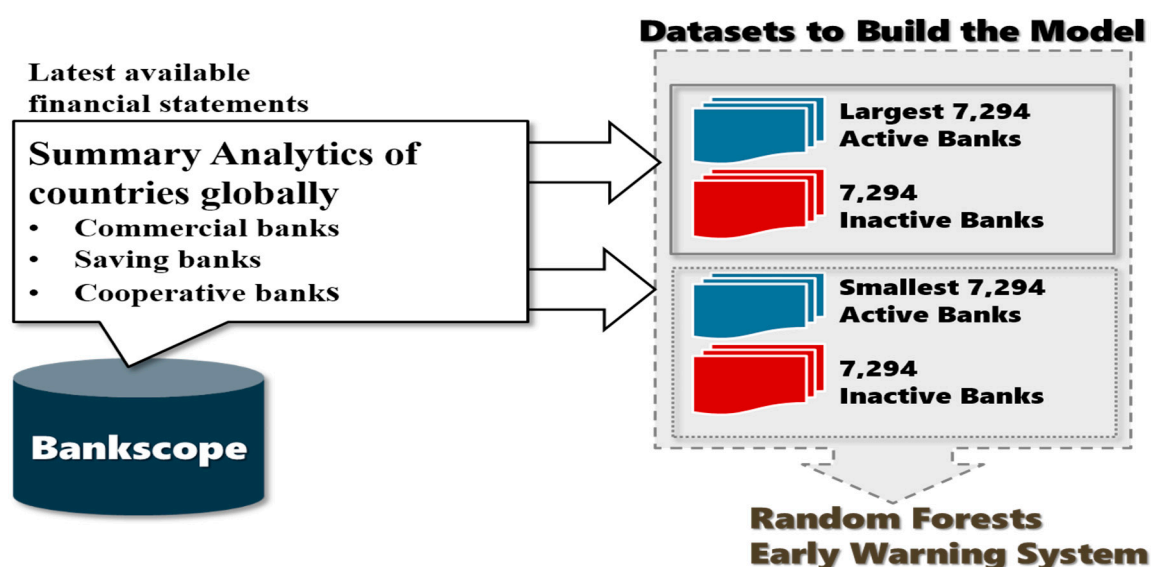 Datasets to Build the Model
Latest available
financial statements
Summary Analytics of
countries globally
• Commercial banks
• Saving banks
• Cooperative banks
Bankscope
Largest 7,294
Active Banks
7,294
Inactive Banks
Smallest 7,294
Active Banks
7,294
Inactive Banks
Random Forests
Early Warning System